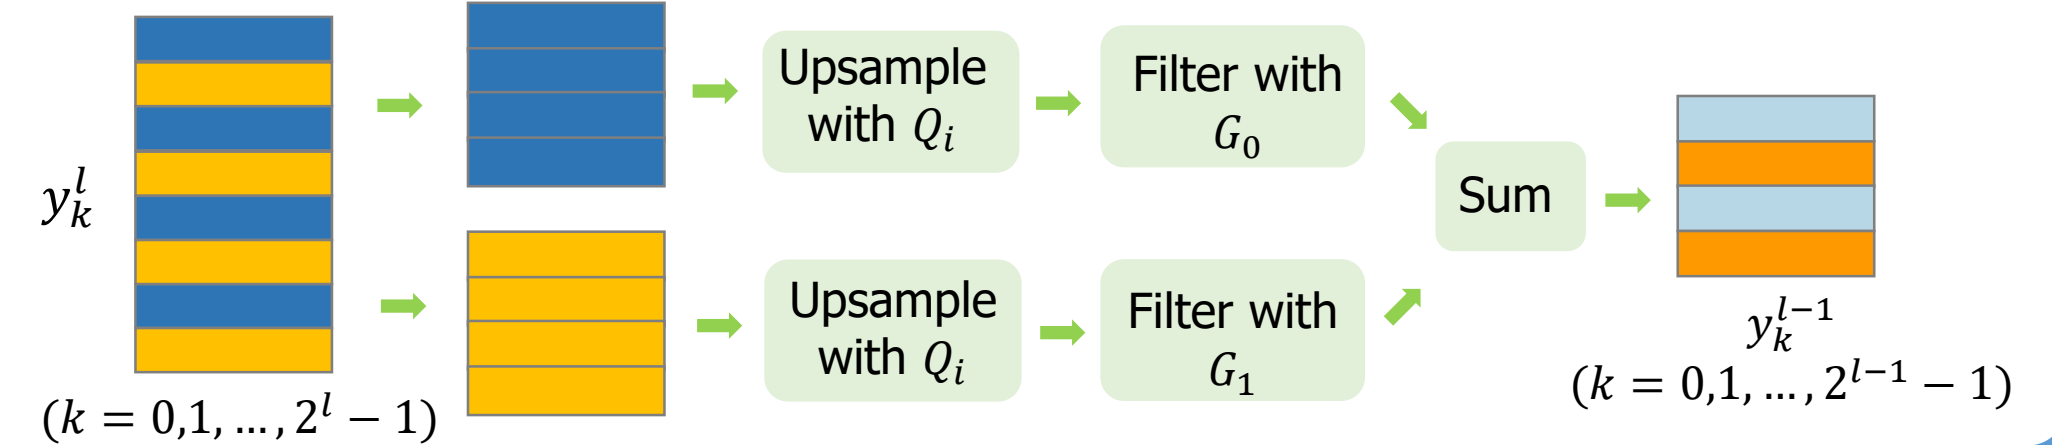 y_k^l
(k = 0,1, ..., 2^l − 1)
Upsample
with Q_i
Filter with
G_0
Upsample
with Q_i
Filter with
G_1
Sum
y_k^{l−1}
(k = 0,1, ..., 2^{l−1} − 1)